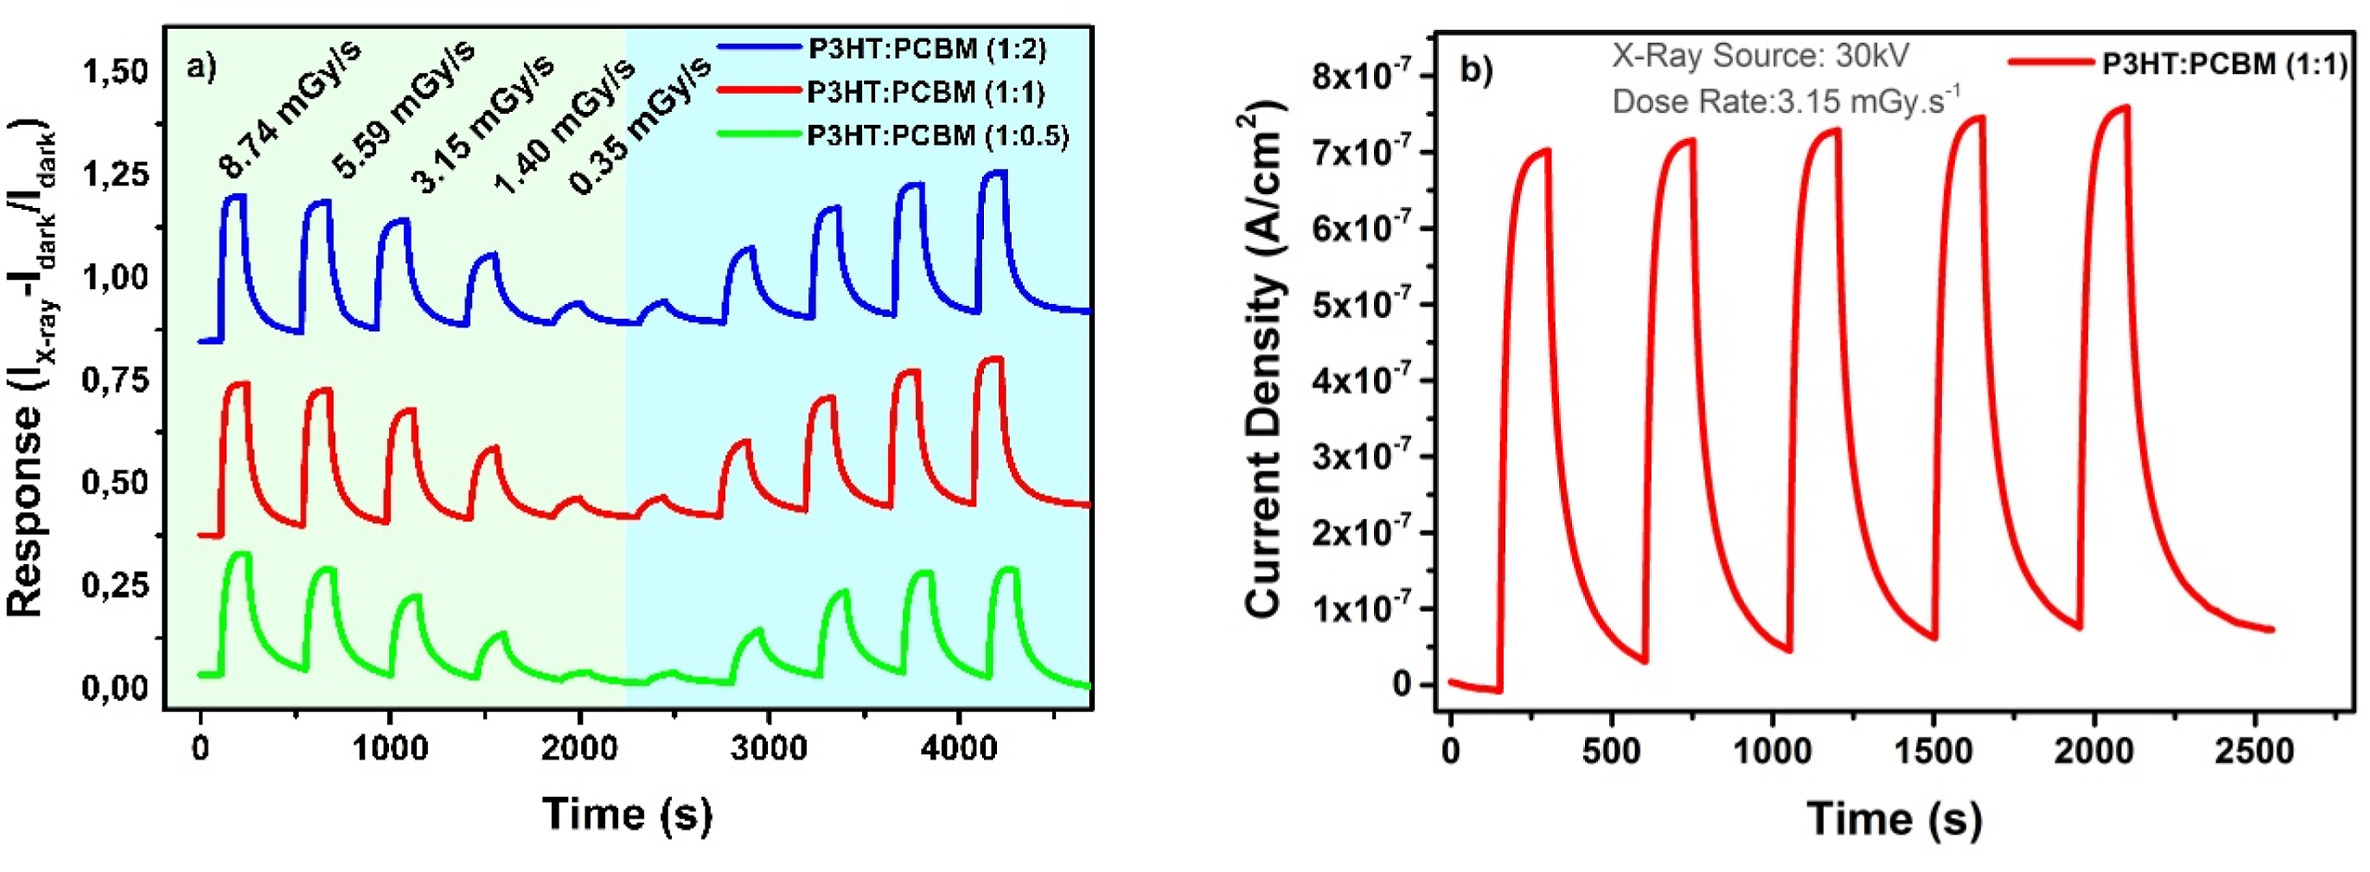 a)
8.74 mGy/s
5.59 mGy/s
3.15 mGy/s
1.40 mGy/s
0.35 mGy/s
P3HT:PCBM (1:2)
P3HT:PCBM (1:1)
P3HT:PCBM (1:0.5)
Response (Ix-ray-Idark/Idark)
1,50
1,25
1,00
0,75
0,50
0,25
0,00
0 1000 2000 3000 4000
Time (s)
b)
X-Ray Source: 30kV
Dose Rate:3.15 mGy.s⁻¹
P3HT:PCBM (1:1)
Current Density (A/cm²)
8x10⁻⁷
7x10⁻⁷
6x10⁻⁷
5x10⁻⁷
4x10⁻⁷
3x10⁻⁷
2x10⁻⁷
1x10⁻⁷
0
0 500 1000 1500 2000 2500
Time (s)